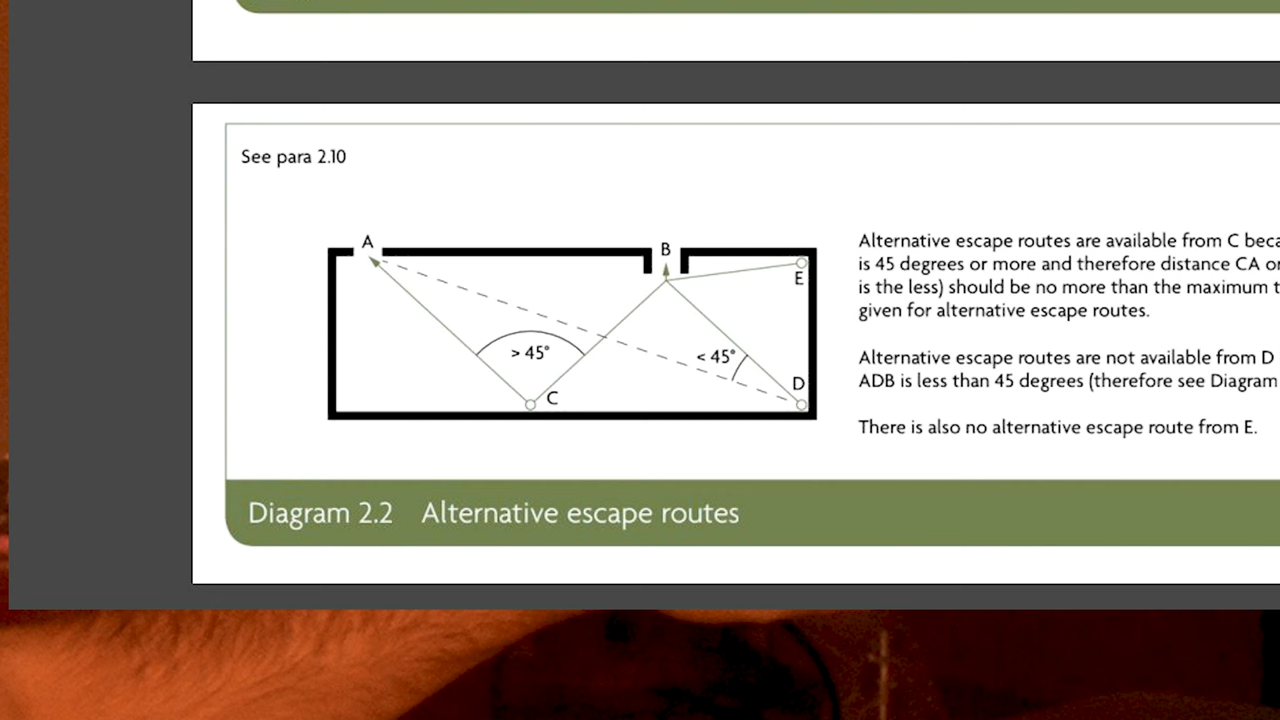 See para 2.10
A
B
E
> 45°
< 45°
D
C
Alternative escape routes are available from C
is 45 degrees or more and therefore distance CA
is the less) should be no more than the maximum
given for alternative escape routes.
Alternative escape routes are not available from D
ADB is less than 45 degrees (therefore see Diagram
There is also no alternative escape route from E.
Diagram 2.2 Alternative escape routes